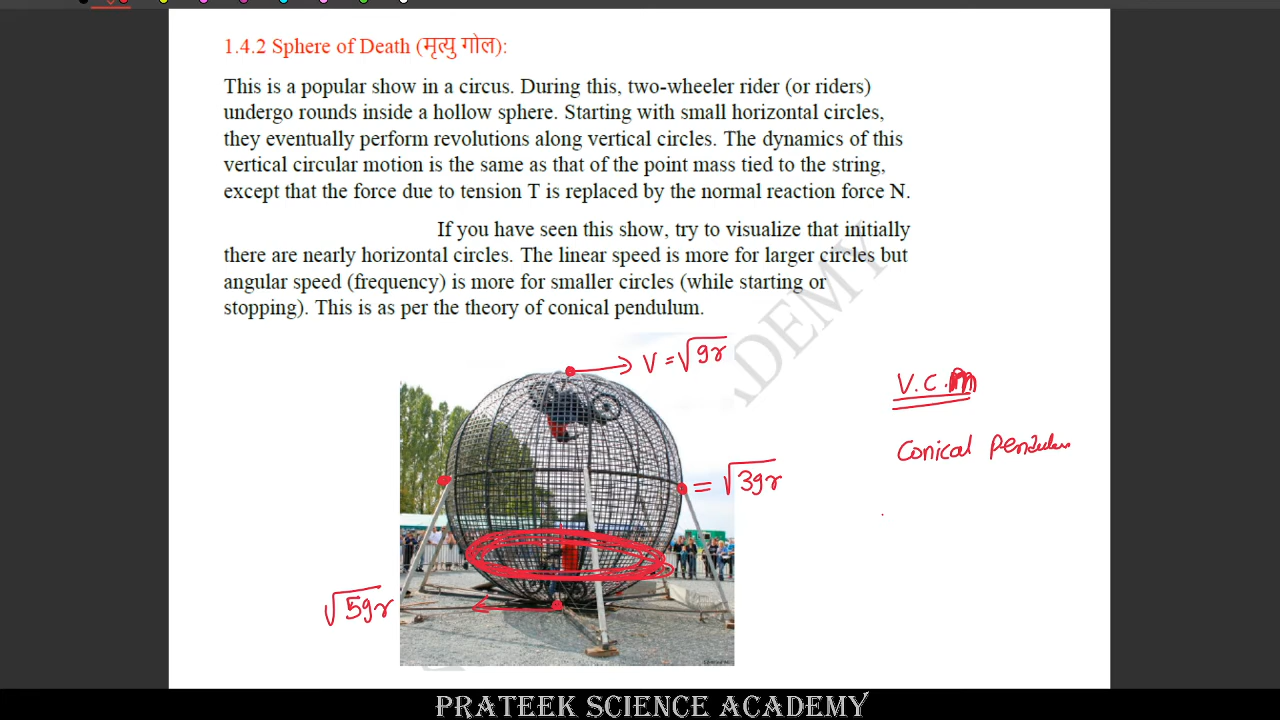 1.4.2 Sphere of Death (मृत्यु गोल):
This is a popular show in a circus. During this, two-wheeler rider (or riders)
undergo rounds inside a hollow sphere. Starting with small horizontal circles,
they eventually perform revolutions along vertical circles. The dynamics of this
vertical circular motion is the same as that of the point mass tied to the string,
except that the force due to tension T is replaced by the normal reaction force N.
If you have seen this show, try to visualize that initially
there are nearly horizontal circles. The linear speed is more for larger circles but
angular speed (frequency) is more for smaller circles (while starting or
stopping). This is as per the theory of conical pendulum.
V = √gr
V.C.M
Conical Pendulum
= √3gr
√5gr
ADEMY
PRATEEK SCIENCE ACADEMY